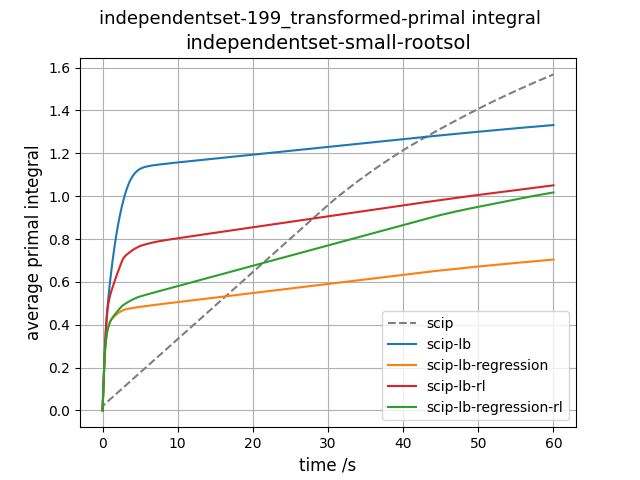 independentset-199_transformed-primal integral
independentset-small-rootsol
average primal integral
1.6
1.4
1.2
1.0
0.8
0.6
0.4
0.2
0.0
scip
scip-lb
scip-lb-regression
scip-lb-rl
scip-lb-regression-rl
0 10 20 30 40 50 60
time /s